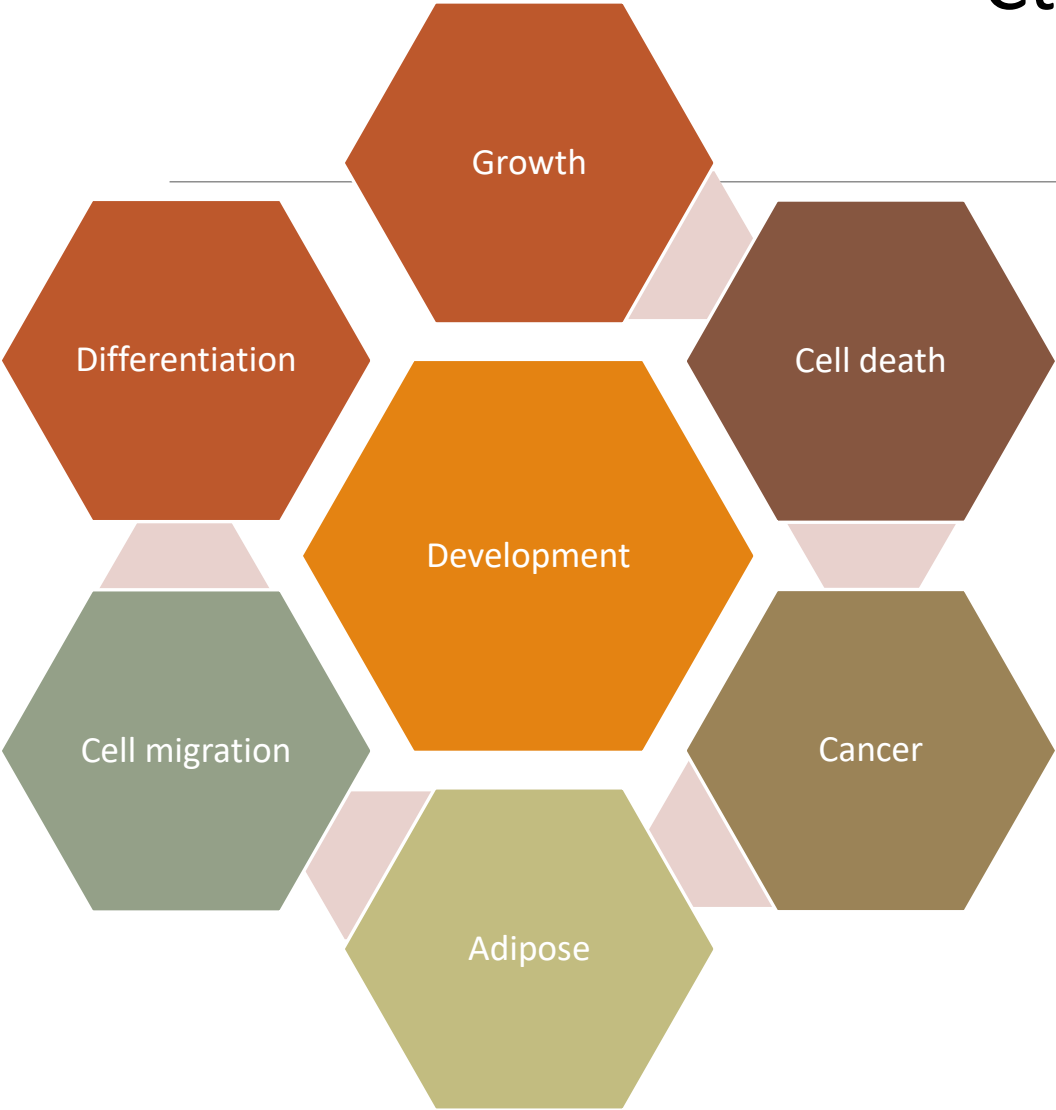 Growth
Differentiation
Cell death
Development
Cell migration
Cancer
Adipose